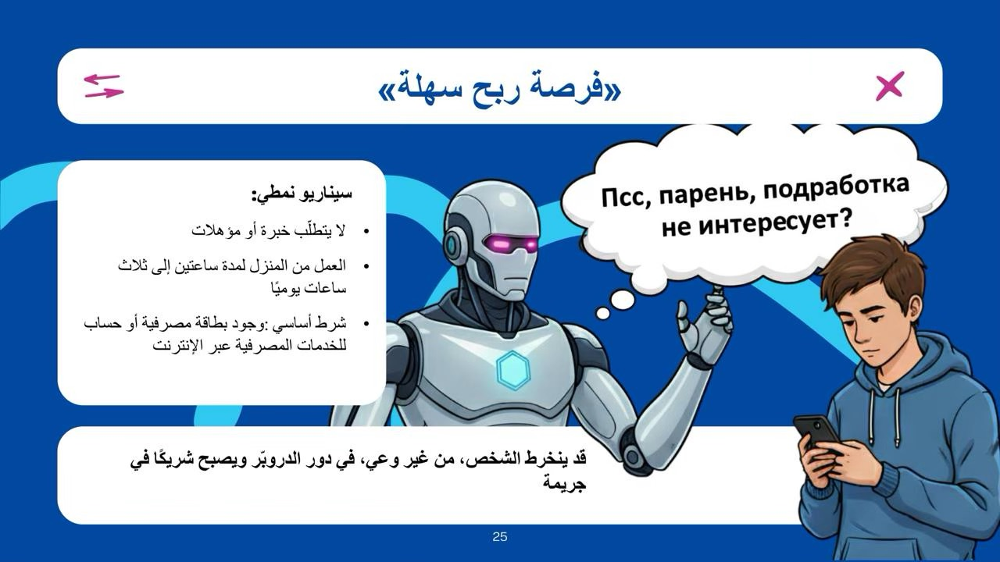 «فرصة ربح سهلة»
سيناريو نمطي:
• لا يتطلّب خبرة أو مؤهلات
• العمل من المنزل لمدة ساعتين إلى ثلاث
ساعات يوميًا
• شرط أساسي :وجود بطاقة مصرفية أو حساب
للخدمات المصرفية عبر الإنترنت
Псс, парень, подработка
не интересует?
قد ينخرط الشخص، من غير وعي، في دور الدروبّر ويصبح شريكًا في
جريمة
25